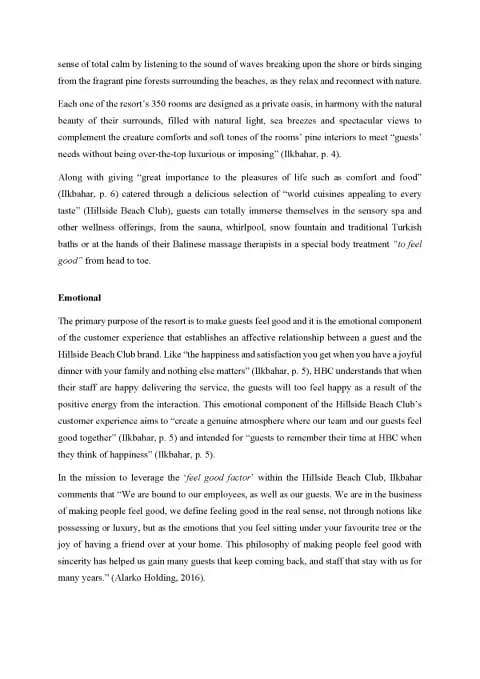 sense of total calm by listening to the sound of waves breaking upon the shore or birds singing
from the fragrant pine forests surrounding the beaches, as they relax and reconnect with nature.
Each one of the resort’s 350 rooms are designed as a private oasis, in harmony with the natural
beauty of their surrounds, filled with natural light, sea breezes and spectacular views to
complement the creature comforts and soft tones of the rooms’ pine interiors to meet “guests’
needs without being over-the-top luxurious or imposing” (Ilkbahar, p. 4).
Along with giving “great importance to the pleasures of life such as comfort and food”
(Ilkbahar, p. 6) catered through a delicious selection of “world cuisines appealing to every
taste” (Hillside Beach Club), guests can totally immerse themselves in the sensory spa and
other wellness offerings, from the sauna, whirlpool, snow fountain and traditional Turkish
baths or at the hands of their Balinese massage therapists in a special body treatment “to feel
good” from head to toe.
Emotional
The primary purpose of the resort is to make guests feel good and it is the emotional component
of the customer experience that establishes an affective relationship between a guest and the
Hillside Beach Club brand. Like “the happiness and satisfaction you get when you have a joyful
dinner with your family and nothing else matters” (Ilkbahar, p. 5), HBC understands that when
their staff are happy delivering the service, the guests will too feel happy as a result of the
positive energy from the interaction. This emotional component of the Hillside Beach Club’s
customer experience aims to “create a genuine atmosphere where our team and our guests feel
good together” (Ilkbahar, p. 5) and intended for “guests to remember their time at HBC when
they think of happiness” (Ilkbahar, p. 5).
In the mission to leverage the ‘feel good factor’ within the Hillside Beach Club, Ilkbahar
comments that “We are bound to our employees, as well as our guests. We are in the business
of making people feel good, we define feeling good in the real sense, not through notions like
possessing or luxury, but as the emotions that you feel sitting under your favourite tree or the
joy of having a friend over at your home. This philosophy of making people feel good with
sincerity has helped us gain many guests that keep coming back, and staff that stay with us for
many years.” (Alarko Holding, 2016).